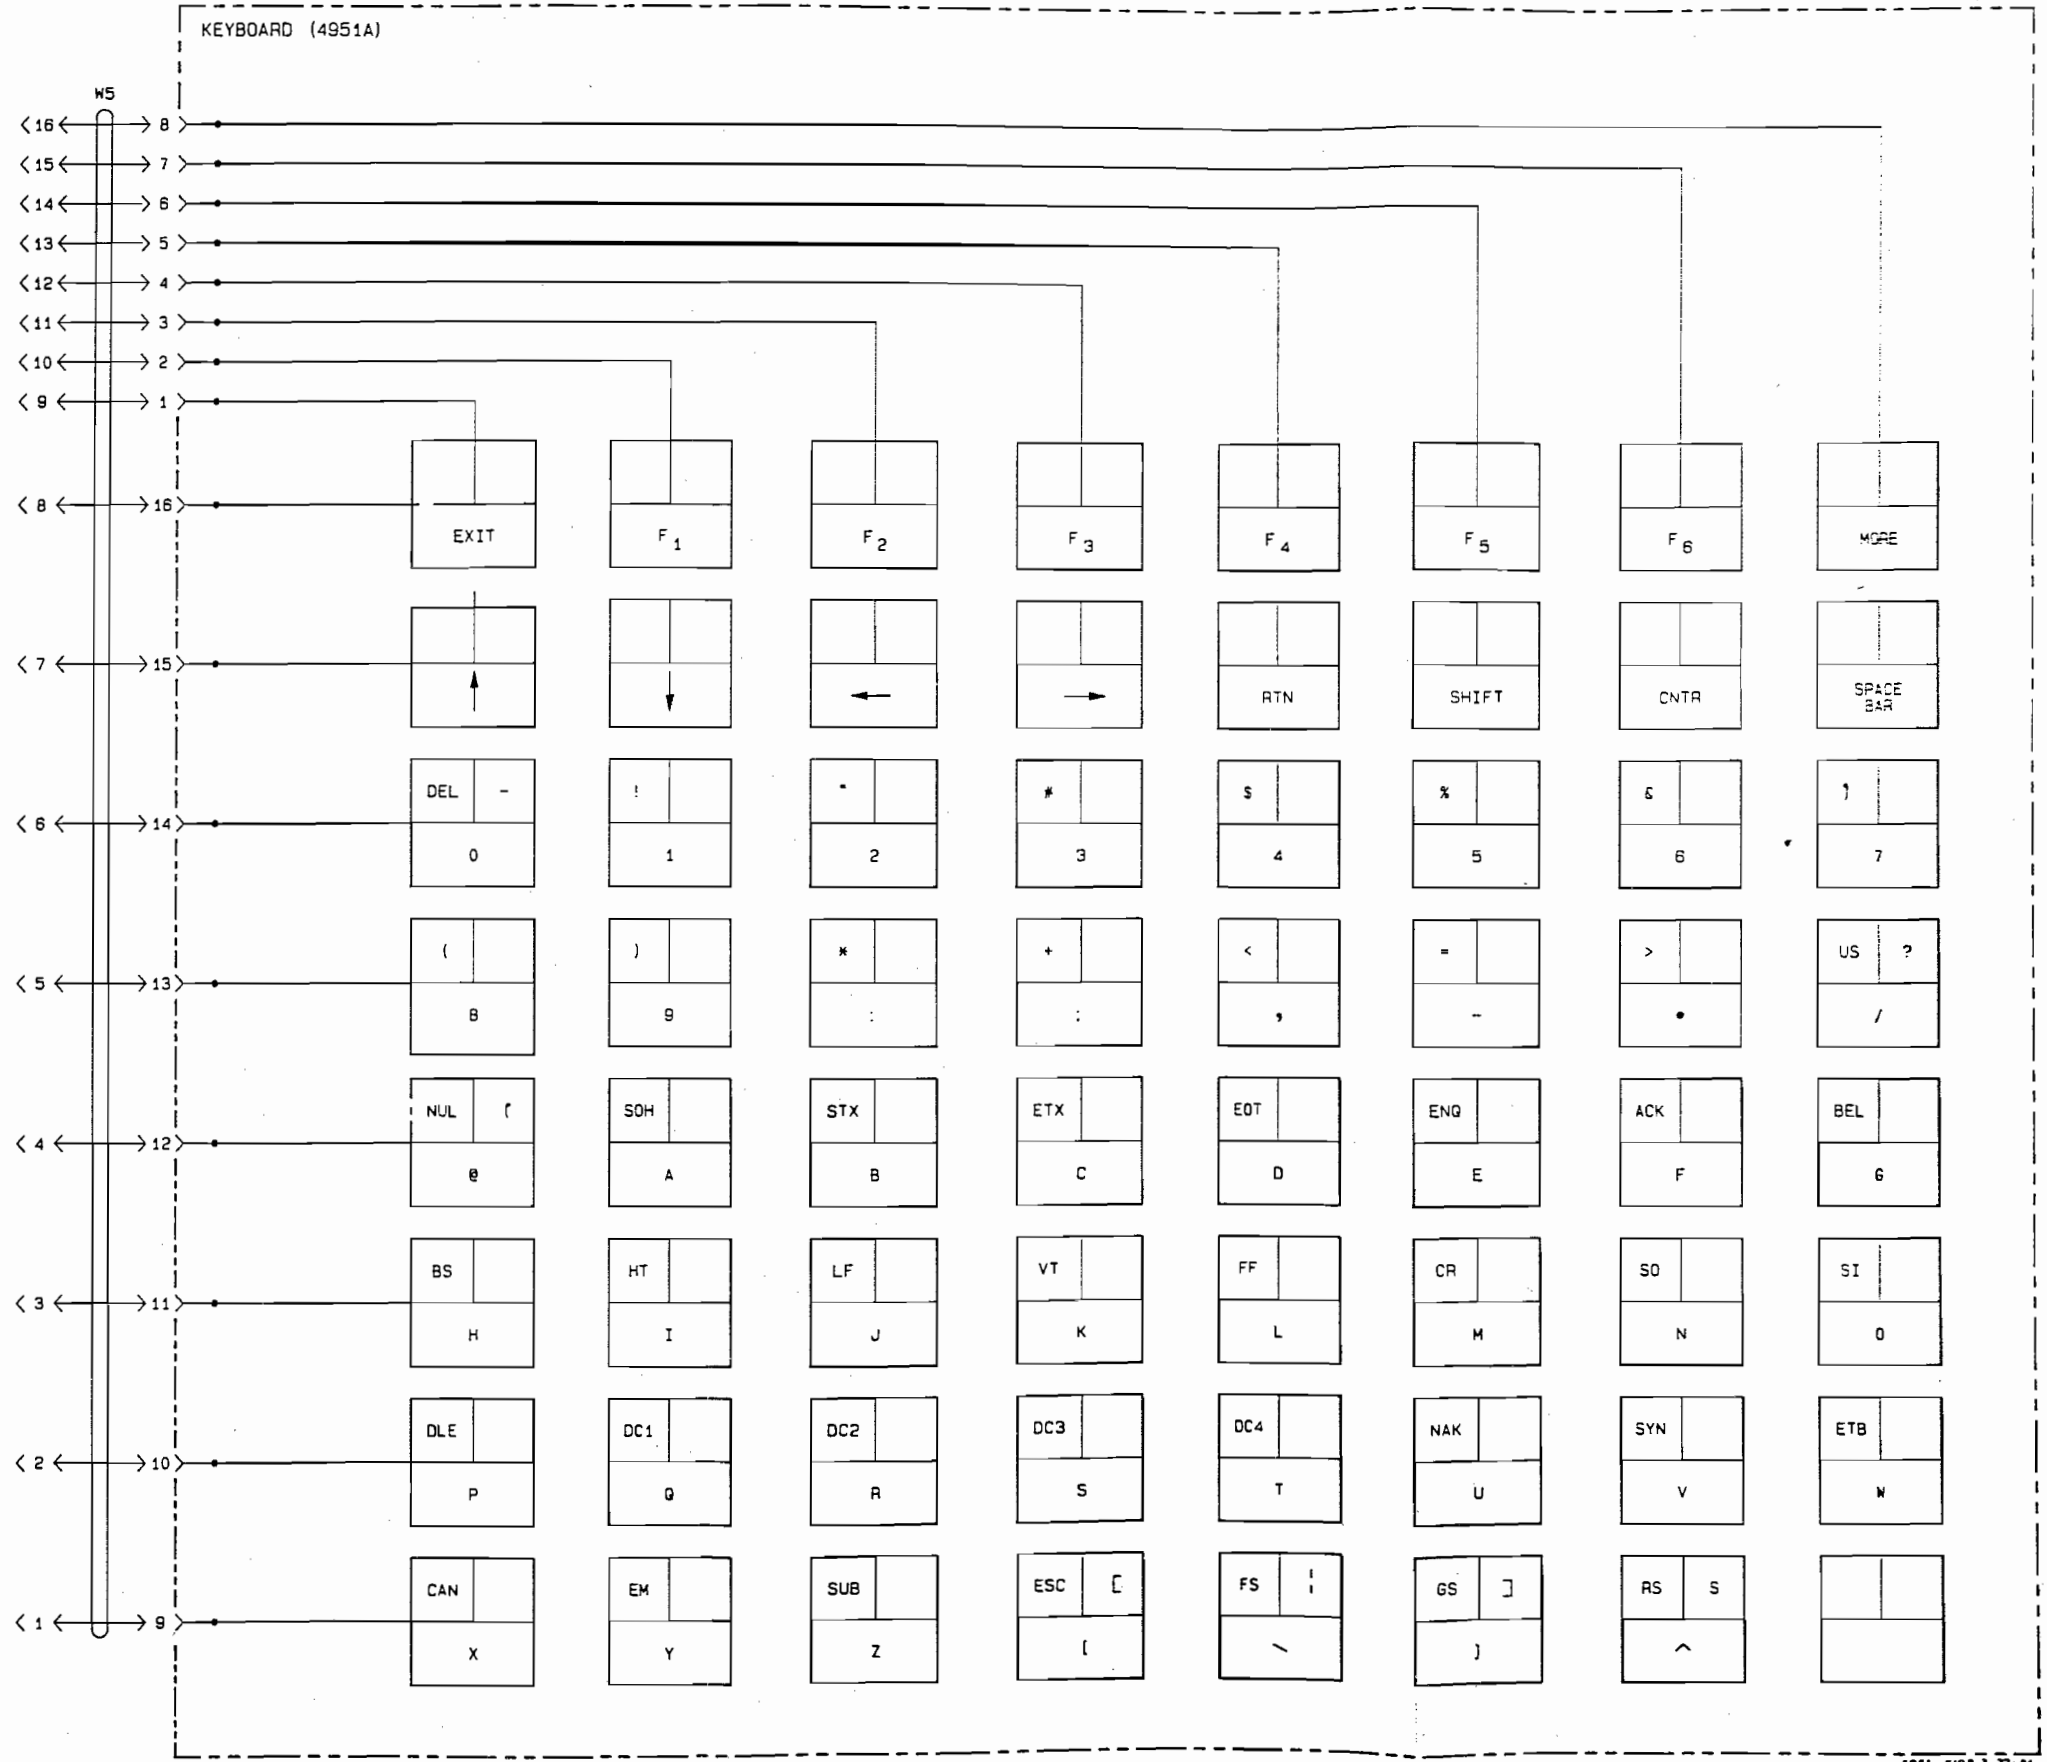 KEYBOARD (4951A)
W5
16 8
15 7
14 6
13 5
12 4
11 3
10 2
9 1
8 16
EXIT F1 F2 F3 F4 F5 F6 MORE
7 15
↑ ↓ ← → RTN SHIFT CNTR SPACE BAR
DEL - ! " # $ % & '
6 14
0 1 2 3 4 5 6 7
( ) * + < = > US ?
5 13
8 9 : ; , - . /
NUL SOH STX ETX EOT ENQ ACK BEL
4 12
@ A B C D E F G
BS HT LF VT FF CR SO SI
3 11
H I J K L M N O
DLE DC1 DC2 DC3 DC4 NAK SYN ETB
2 10
P Q R S T U V W
CAN EM SUB ESC [ FS ¦ GS ] RS S
1 9
X Y Z [ \ ] ^